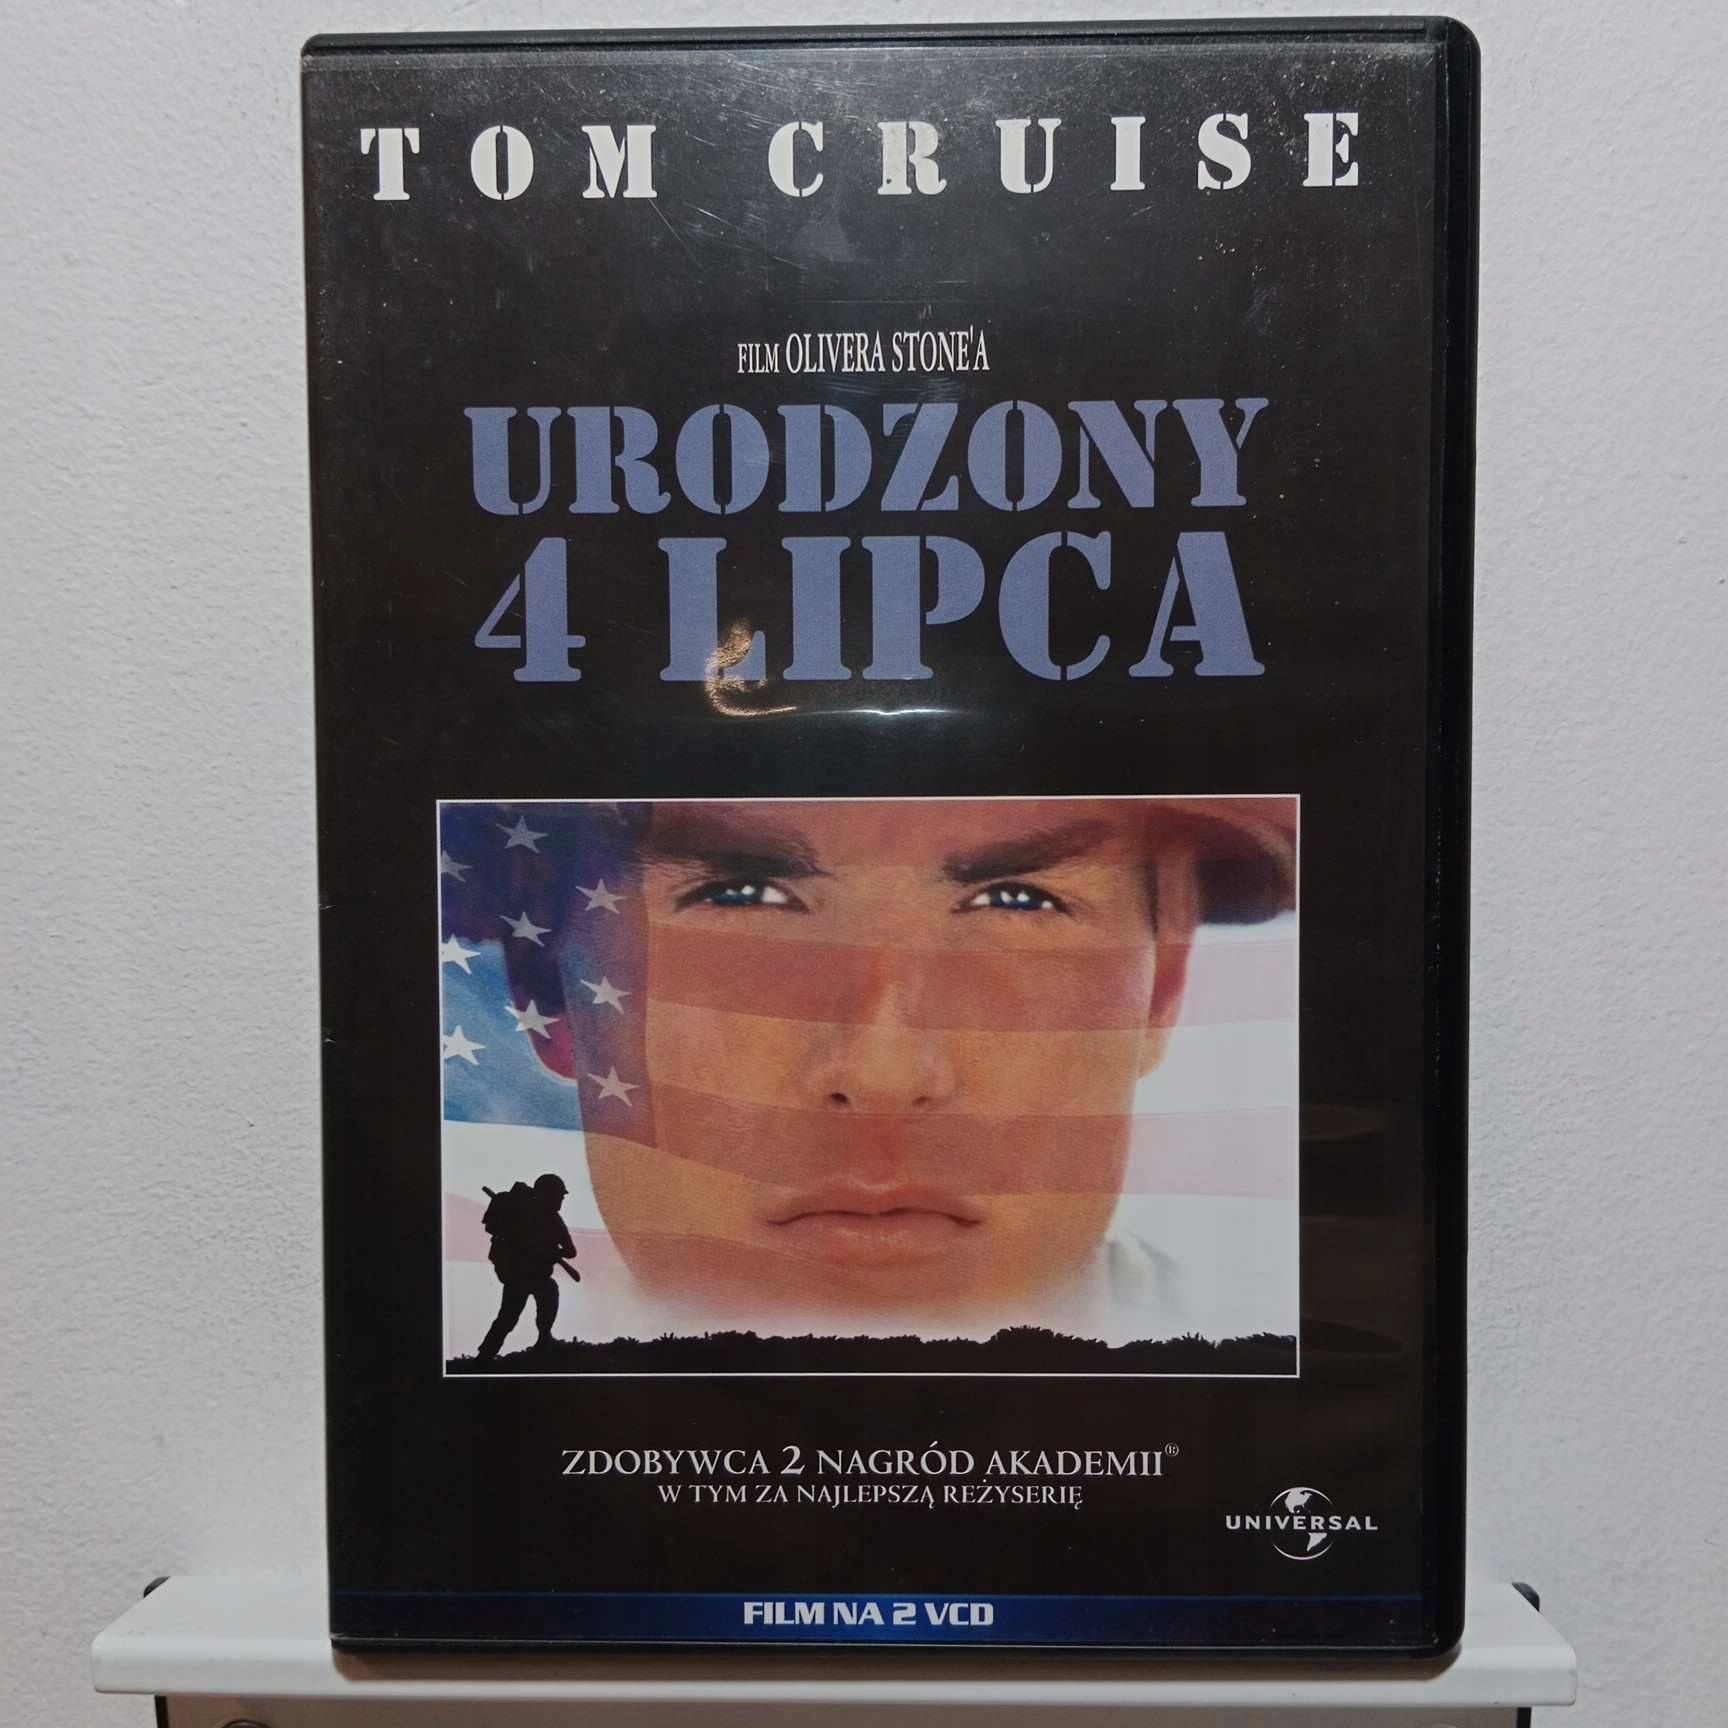 TOM CRUISE
FILM OLIVERA STONE'A
URODZONY
4 LIPCA
ZDOBYWCA 2 NAGRÓD AKADEMII®
W TYM ZA NAJLEPSZĄ REŻYSERIĘ
UNIVERSAL
FILM NA 2 VCD